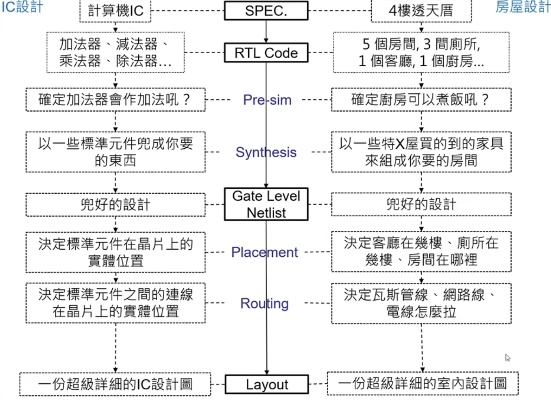 IC設計
計算機IC
SPEC.
4樓透天厝
房屋設計
加法器、減法器、
乘法器、除法器...
RTL Code
5 個房間, 3 間廁所,
1 個客廳, 1 個廚房...
確定加法器會作加法吼？
Pre-sim
確定廚房可以煮飯吼？
以一些標準元件兜成你要
的東西
Synthesis
以一些特X屋買的到的家具
來組成你要的房間
兜好的設計
Gate Level
Netlist
兜好的設計
決定標準元件在晶片上的
實體位置
Placement
決定客廳在幾樓、廁所在
幾樓、房間在哪裡
決定標準元件之間的連線
在晶片上的實體位置
Routing
決定瓦斯管線、網路線、
電線怎麼拉
一份超級詳細的IC設計圖
Layout
一份超級詳細的室內設計圖